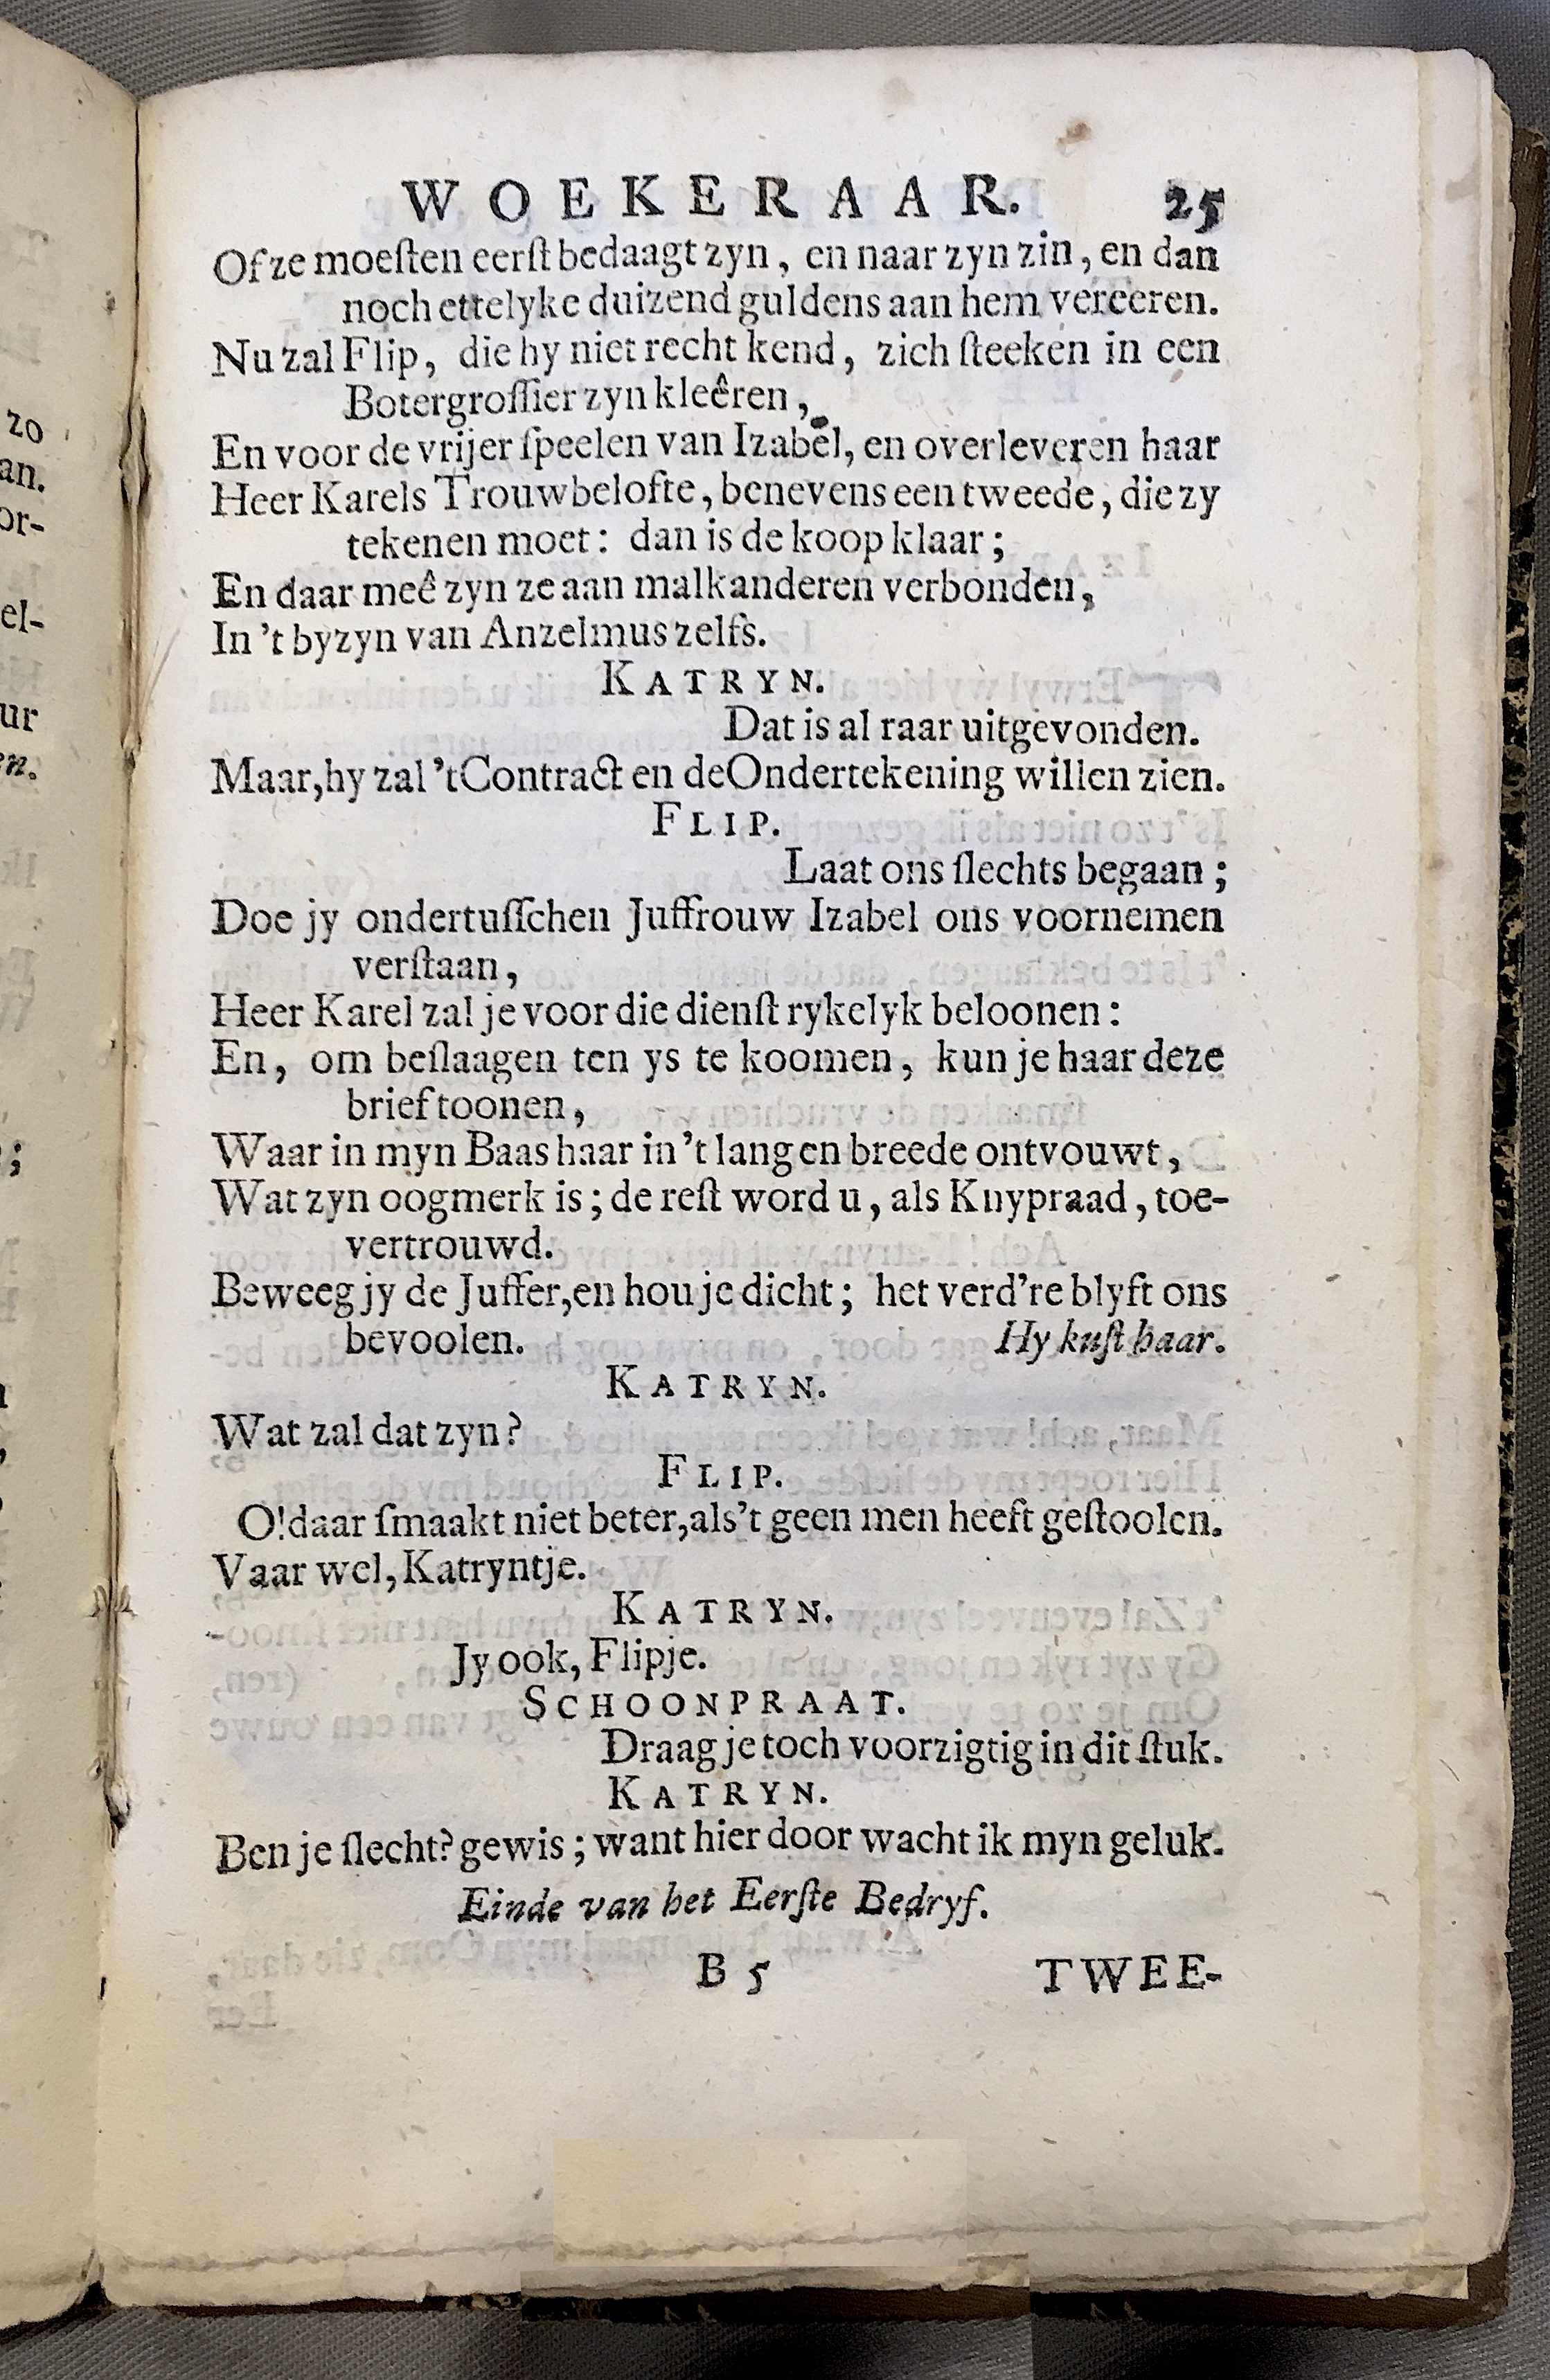 WOEKERAAR. 25
Of ze moeſten eerſt bedaagt zyn, en naar zyn zin, en dan
noch ettelyke duizend guldens aan hem vereeren.
Nu zal Flip, die hy niet recht kend, zich ſteeken in een
Botergroſſier zyn kleêren,
En voor de vrijer ſpeelen van Izabel, en overleveren haar
Heer Karels Trouwbelofte, benevens een tweede, die zy
tekenen moet: dan is de koop klaar;
En daar meê zyn ze aan malkanderen verbonden,
In 't byzyn van Anzelmus zelfs.
KATRYN.
Dat is al raar uitgevonden.
Maar, hy zal 't Contract en de Ondertekening willen zien.
FLIP.
Laat ons ſlechts begaan;
Doe jy ondertuſſchen Juffrouw Izabel ons voornemen
verſtaan,
Heer Karel zal je voor die dienſt rykelyk beloonen:
En, om beſlaagen ten ys te koomen, kun je haar deze
brief toonen,
Waar in myn Baas haar in 't lang en breede ontvouwt,
Wat zyn oogmerk is; de reſt word u, als Knypraad, toe-
vertrouwd.
Beweeg jy de Juffer, en hou je dicht; het verd're blyft ons
bevoolen. Hy kuſt haar.
KATRYN.
Wat zal dat zyn?
FLIP.
O! daar ſmaakt niet beter, als 't geen men heeft geſtoolen.
Vaar wel, Katryntje.
KATRYN.
Jy ook, Flipje.
SCHOONPRAAT.
Draag je toch voorzigtig in dit ſtuk.
KATRYN.
Ben je ſlecht? gewis; want hier door wacht ik myn geluk.
Einde van het Eerſte Bedryf.
B 5 TWEE-
zo
an.
or-
el-
ur
en.
;